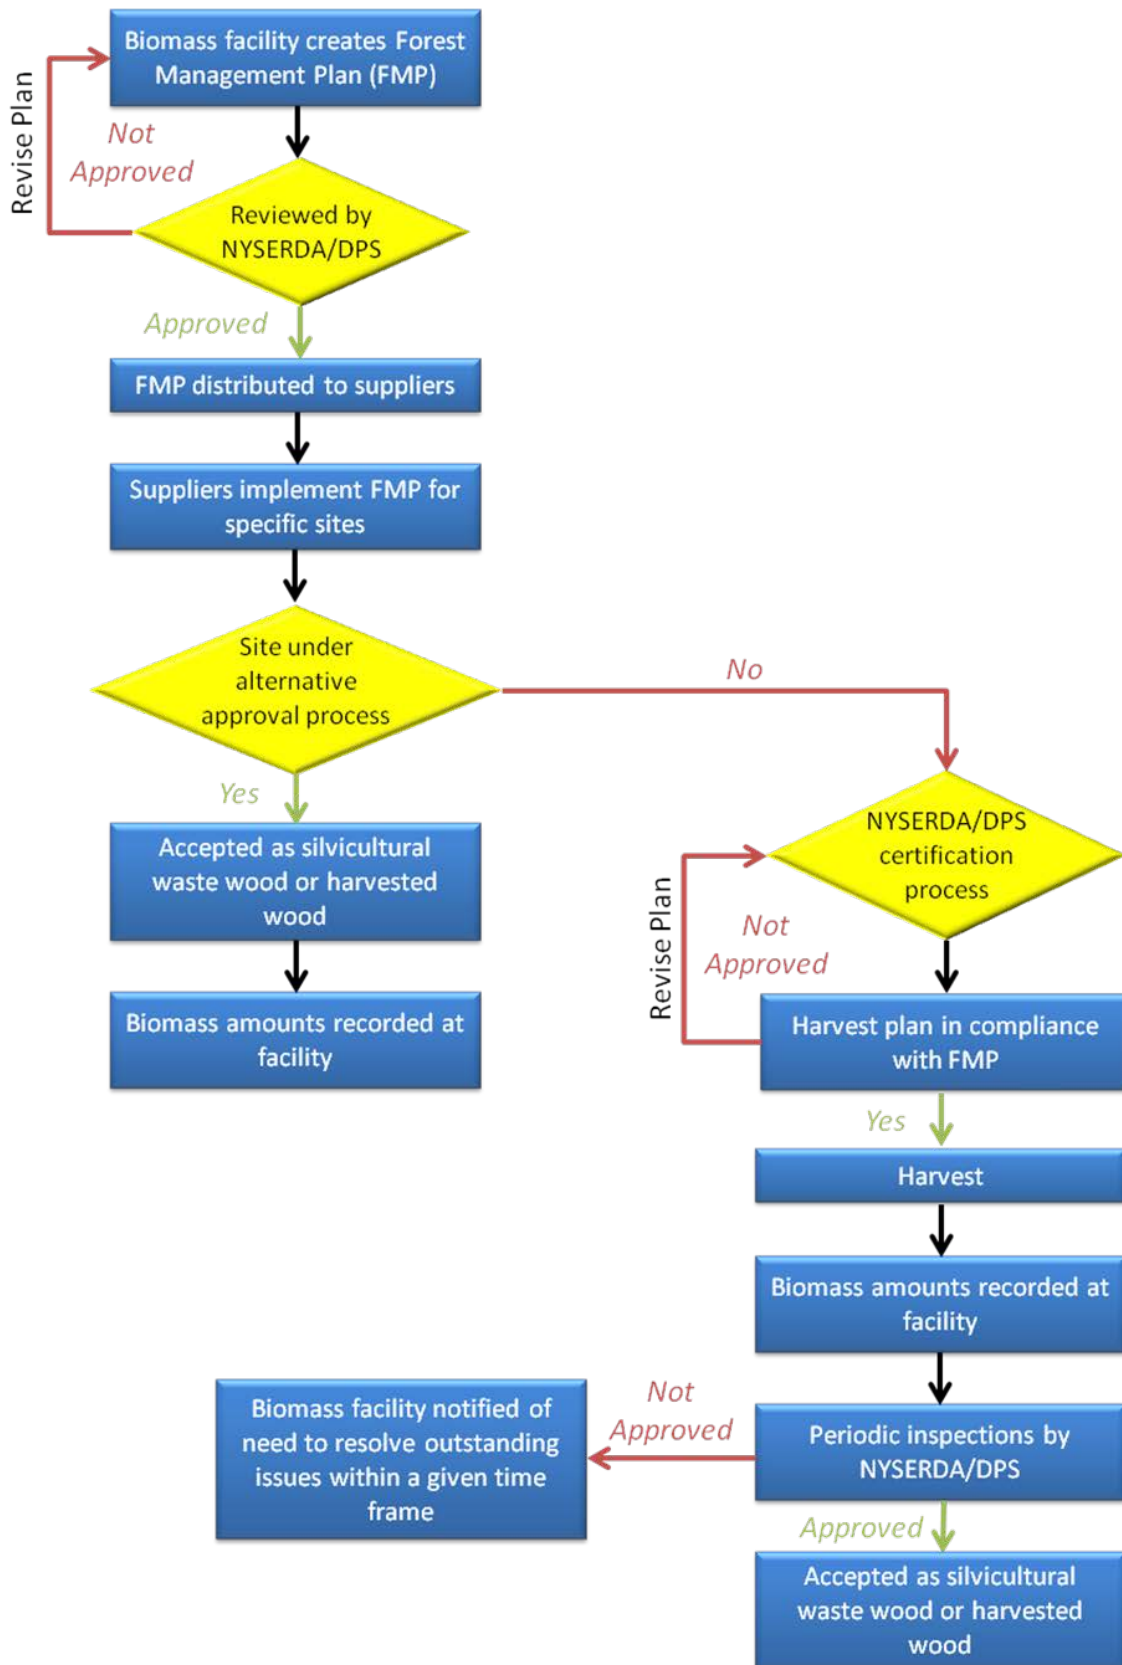 Biomass facility creates Forest
Management Plan (FMP)
Revise Plan
Not
Approved
Reviewed by
NYSERDA/DPS
Approved
FMP distributed to suppliers
Suppliers implement FMP for
specific sites
Site under
alternative
approval process
No
Yes
Accepted as silvicultural
waste wood or harvested
wood
Biomass amounts recorded at
facility
NYSERDA/DPS
certification
process
Revise Plan
Not
Approved
Harvest plan in compliance
with FMP
Yes
Harvest
Biomass amounts recorded at
facility
Periodic inspections by
NYSERDA/DPS
Not
Approved
Biomass facility notified of
need to resolve outstanding
issues within a given time
frame
Approved
Accepted as silvicultural
waste wood or harvested
wood